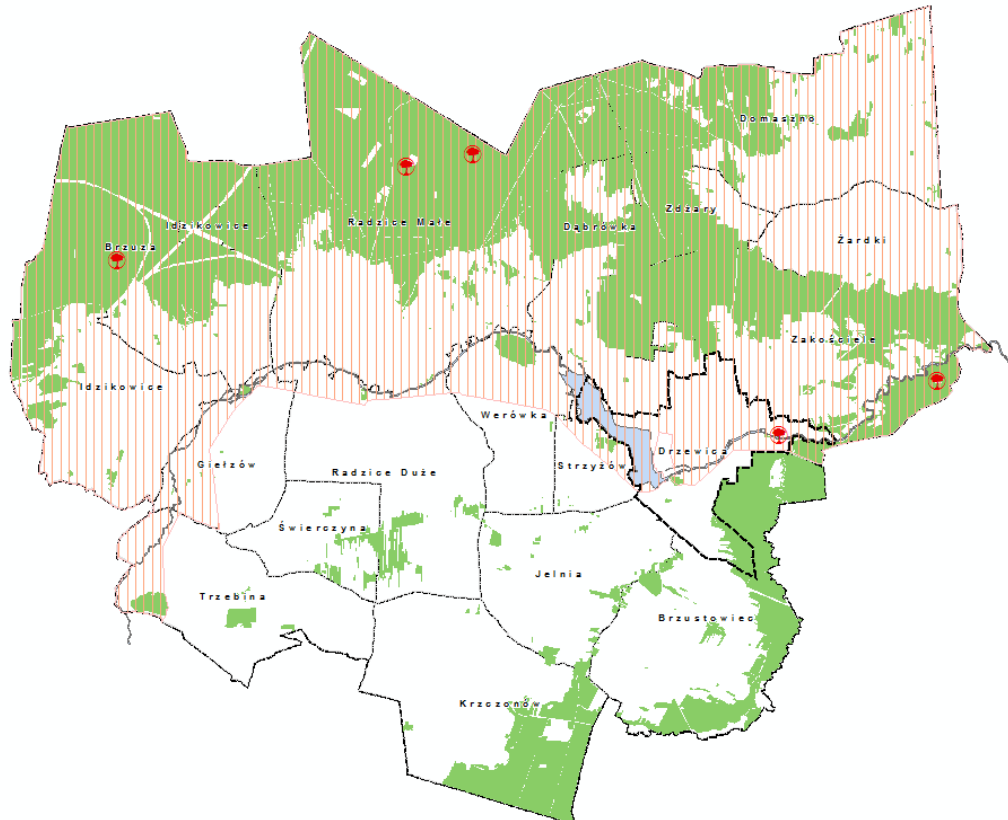 Domaszno
Zdżary
Idzikowice
Radzice Małe
Dąbrówka
Brzuza
Żardki
Zakościele
Idzikowice
Werówka
Drzewica
Giełzów
Radzice Duże
Strzyżów
Świerczyna
Jelnia
Trzebina
Brzustowiec
Krzczonów